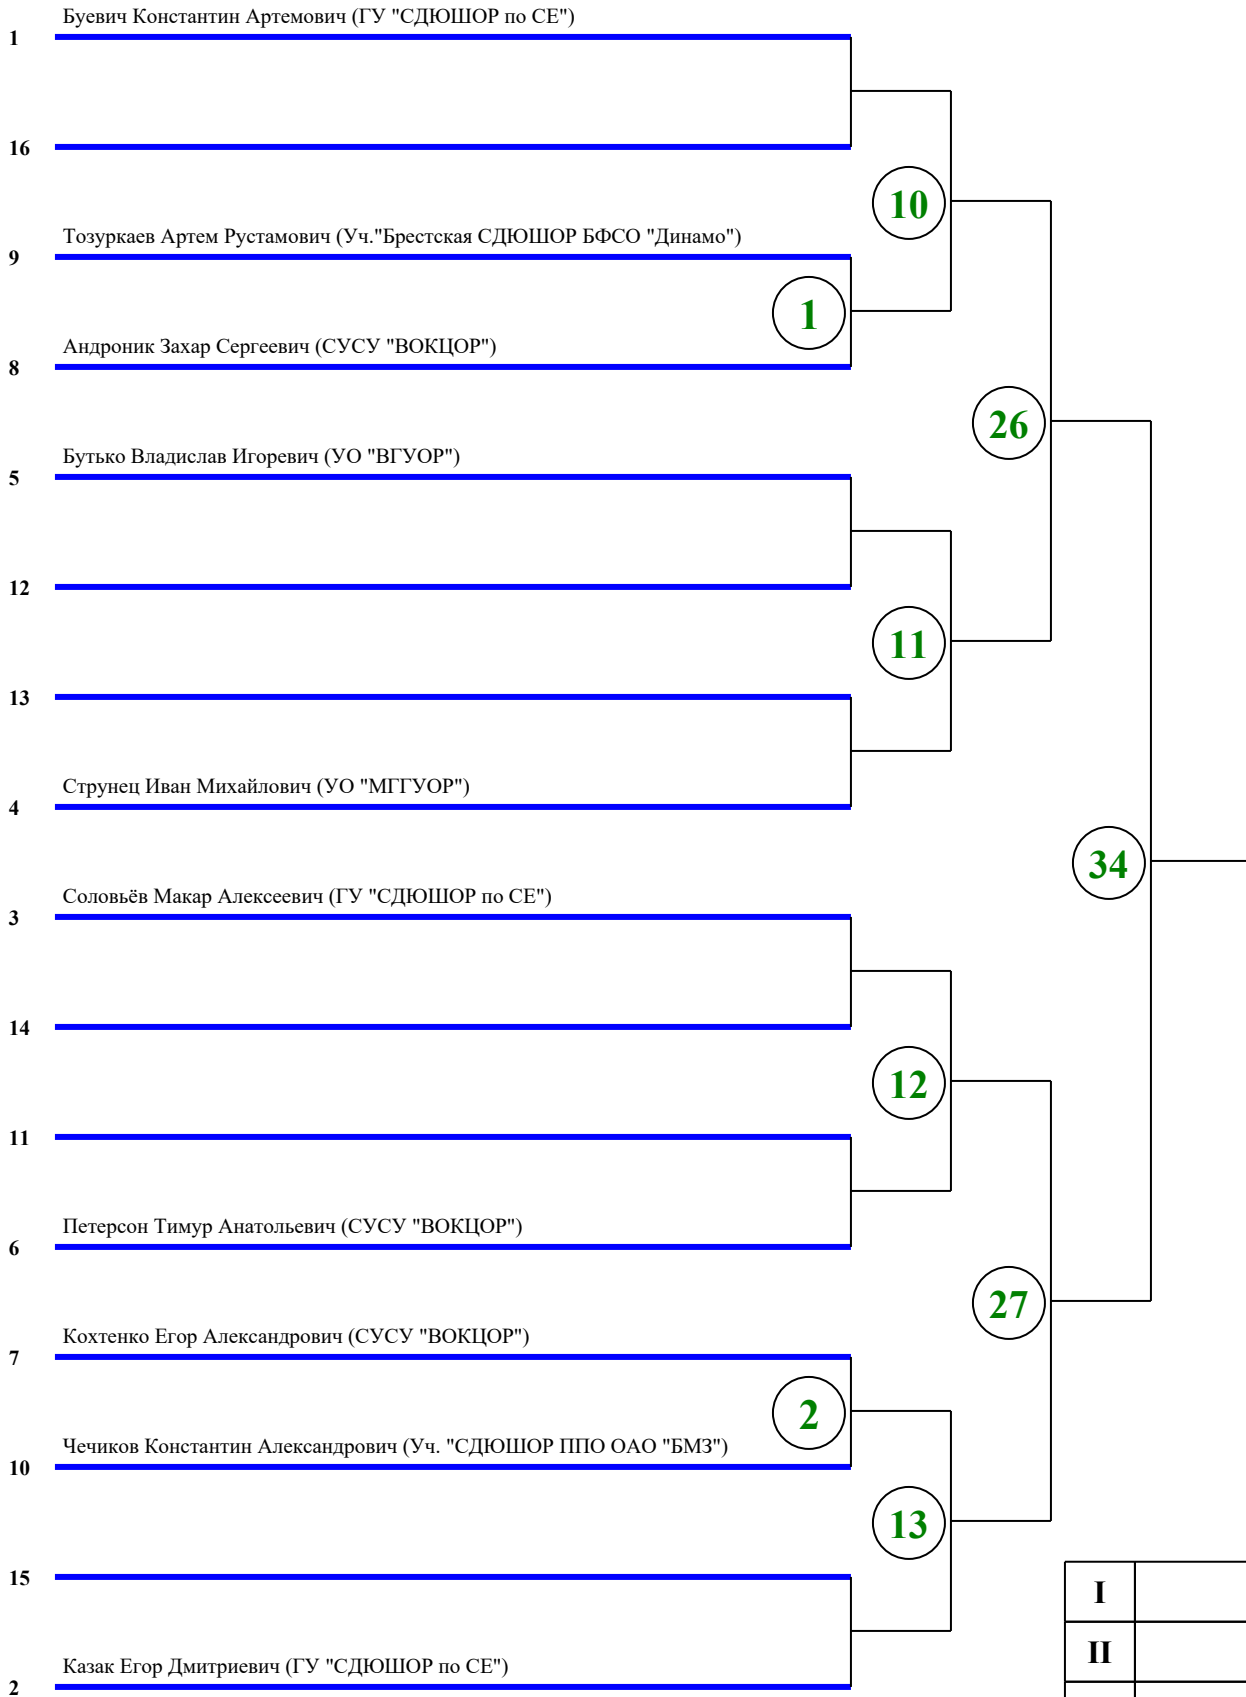 Буевич Константин Артемович (ГУ "СДЮШОР по СЕ")
1
16
10
Тозуркаев Артем Рустамович (Уч."Брестская СДЮШОР БФСО "Динамо")
9
1
Андроник Захар Сергеевич (СУСУ "ВОКЦОР")
8
26
Бутько Владислав Игоревич (УО "ВГУОР")
5
12
11
13
Струнец Иван Михайлович (УО "МГГУОР")
4
34
Соловьёв Макар Алексеевич (ГУ "СДЮШОР по СЕ")
3
14
12
11
Петерсон Тимур Анатольевич (СУСУ "ВОКЦОР")
6
27
Кохтенко Егор Александрович (СУСУ "ВОКЦОР")
7
2
Чечиков Константин Александрович (Уч. "СДЮШОР ППО ОАО "БМЗ")
10
13
15
I
II
Казак Егор Дмитриевич (ГУ "СДЮШОР по СЕ")
2